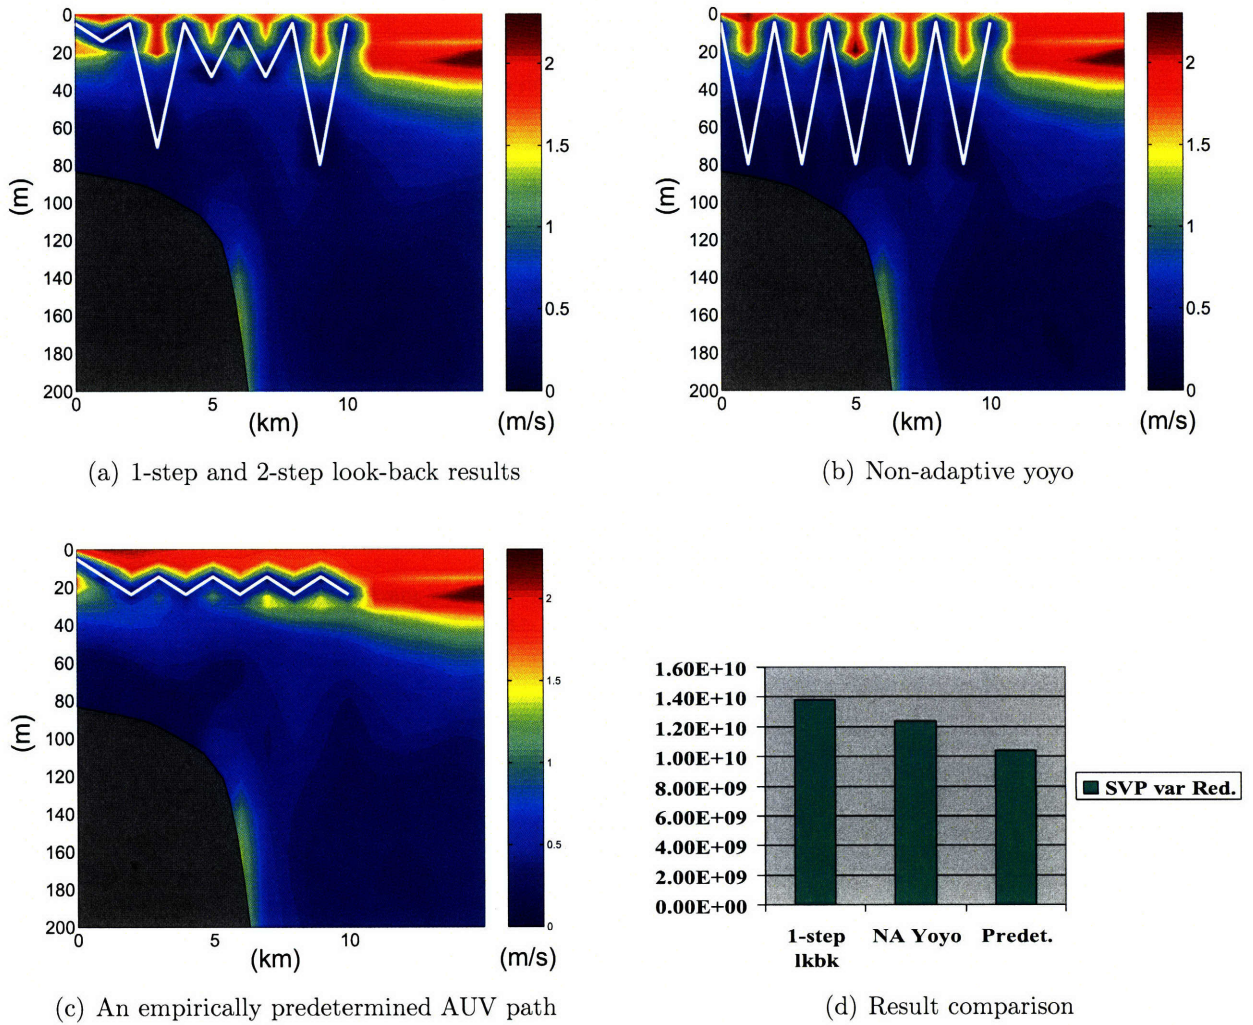 0
20
40
60
80
100
120
140
160
180
200
(m)
0
5
10
(km)
2
1.5
1
0.5
0
(m/s)
(a) 1-step and 2-step look-back results
0
20
40
60
80
100
120
140
160
180
200
(m)
0
5
10
(km)
2
1.5
1
0.5
0
(m/s)
(b) Non-adaptive yoyo
0
20
40
60
80
100
120
140
160
180
200
(m)
0
5
10
(km)
2
1.5
1
0.5
0
(m/s)
(c) An empirically predetermined AUV path
1.60E+10
1.40E+10
1.20E+10
1.00E+10
8.00E+09
6.00E+09
4.00E+09
2.00E+09
0.00E+00
1-step
lkbk
NA Yoyo
Predet.
SVP var Red.
(d) Result comparison